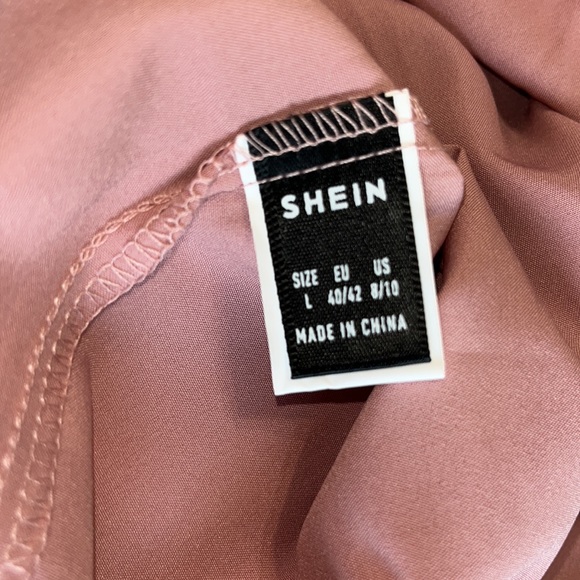 SHEIN
SIZE EU US
L 40/42 8/10
MADE IN CHINA